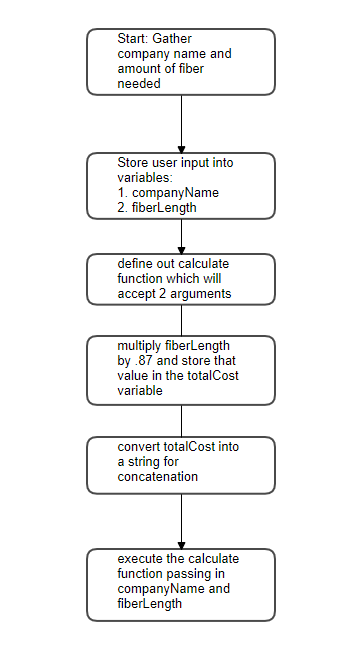 Start: Gather
company name and
amount of fiber
needed
Store user input into
variables:
1. companyName
2. fiberLength
define out calculate
function which will
accept 2 arguments
multiply fiberLength
by .87 and store that
value in the totalCost
variable
convert totalCost into
a string for
concatenation
execute the calculate
function passing in
companyName and
fiberLength